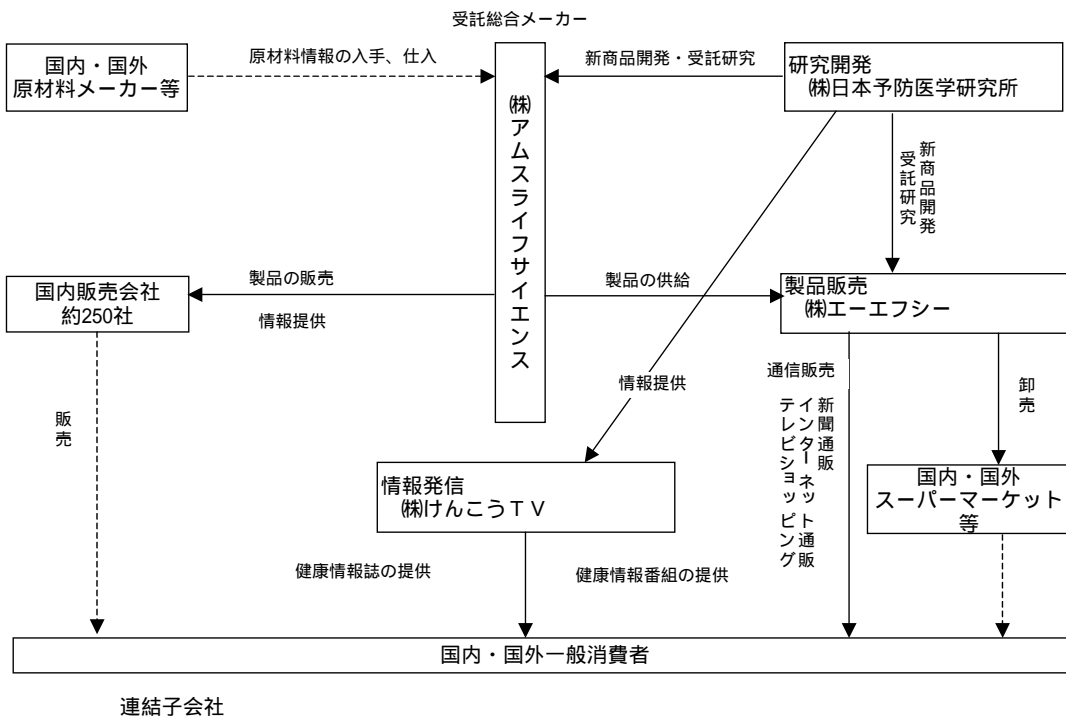 受託総合メーカー
国内・国外
原材料メーカー等
原材料情報の入手、仕入
㈱アムスライフサイエンス
新商品開発・受託研究
研究開発
㈱日本予防医学研究所
新商品開発
受託研究
国内販売会社
約250社
製品の販売
情報提供
製品の供給
製品販売
㈱エーエフシー
販売
情報提供
通信販売
新聞通販
インターネット通販
テレビショッピング
卸売
情報発信
㈱けんこうＴＶ
国内・国外
スーパーマーケット
等
健康情報誌の提供
健康情報番組の提供
国内・国外一般消費者
連結子会社